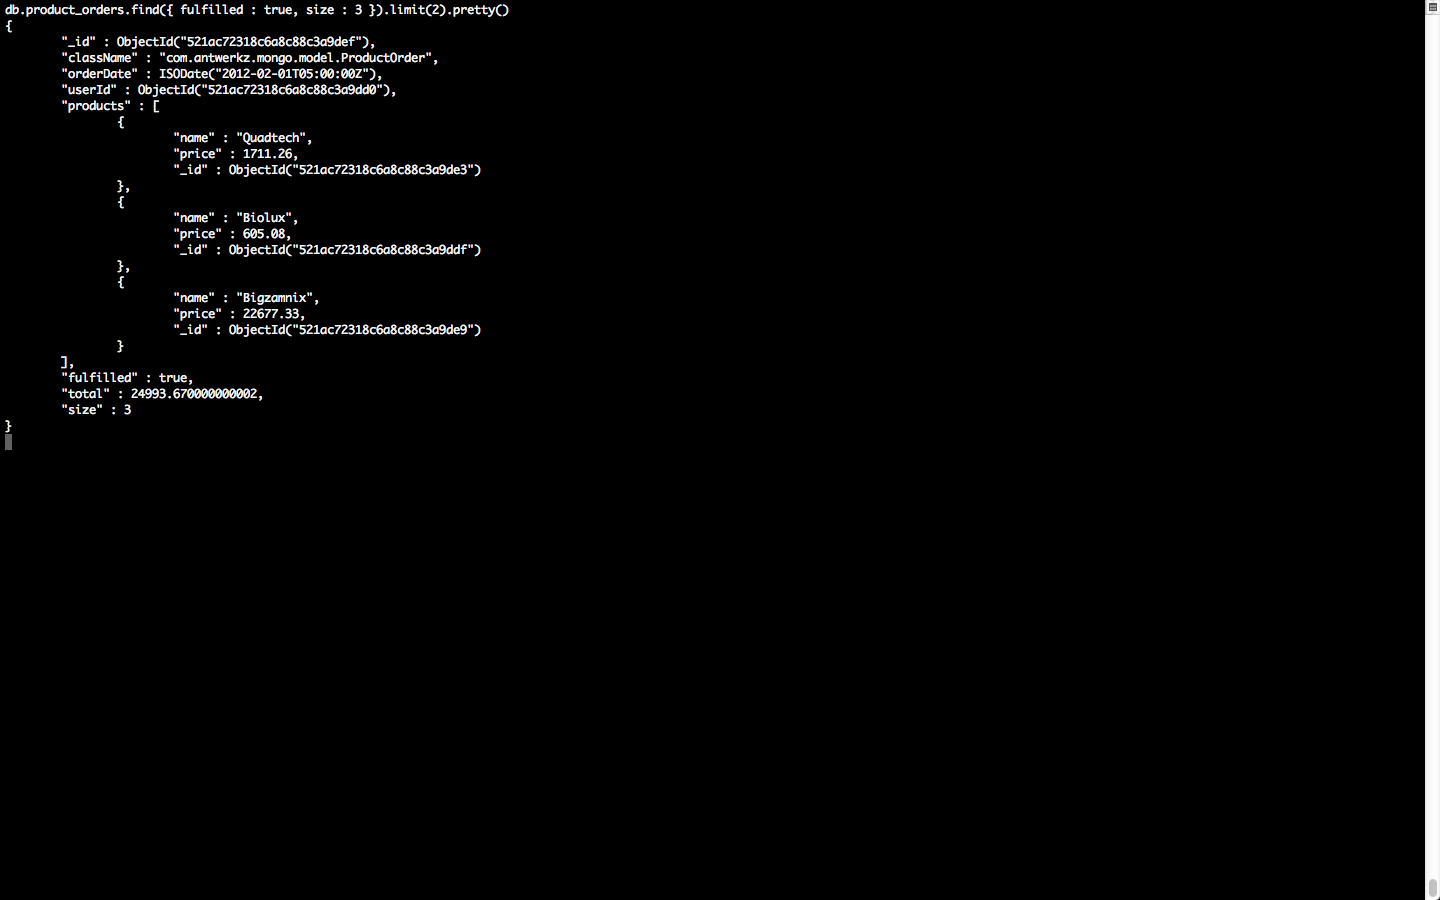 db.product_orders.find({ fulfilled : true, size : 3 }).limit(2).pretty()
{
        "_id" : ObjectId("521ac72318c6a8c88c3a9def"),
        "className" : "com.antwerkz.mongo.model.ProductOrder",
        "orderDate" : ISODate("2012-02-01T05:00:00Z"),
        "userId" : ObjectId("521ac72318c6a8c88c3a9dd0"),
        "products" : [
                {
                        "name" : "Quadtech",
                        "price" : 1711.26,
                        "_id" : ObjectId("521ac72318c6a8c88c3a9de3")
                },
                {
                        "name" : "Biolux",
                        "price" : 605.08,
                        "_id" : ObjectId("521ac72318c6a8c88c3a9ddf")
                },
                {
                        "name" : "Bigzamnix",
                        "price" : 22677.33,
                        "_id" : ObjectId("521ac72318c6a8c88c3a9de9")
                }
        ],
        "fulfilled" : true,
        "total" : 24993.670000000002,
        "size" : 3
}